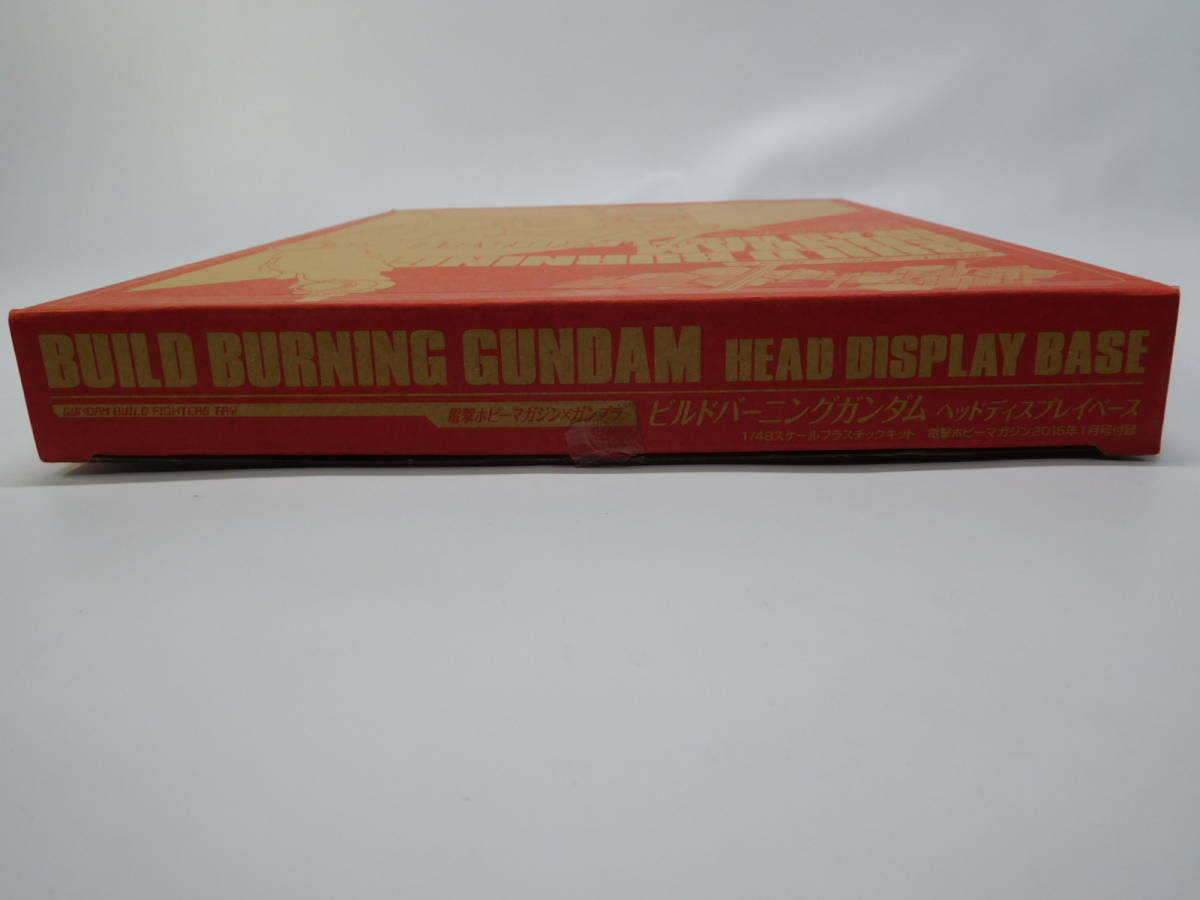 BUILD BURNING GUNDAM HEAD DISPLAY BASE
GUNDAM BUILD FIGHTERS TRY 電撃ホビーマガジン×ガンプラ ビルドバーニングガンダム ヘッドディスプレイベース
1/48スケールプラスチックキット 電撃ホビーマガジン2015年1月号付録